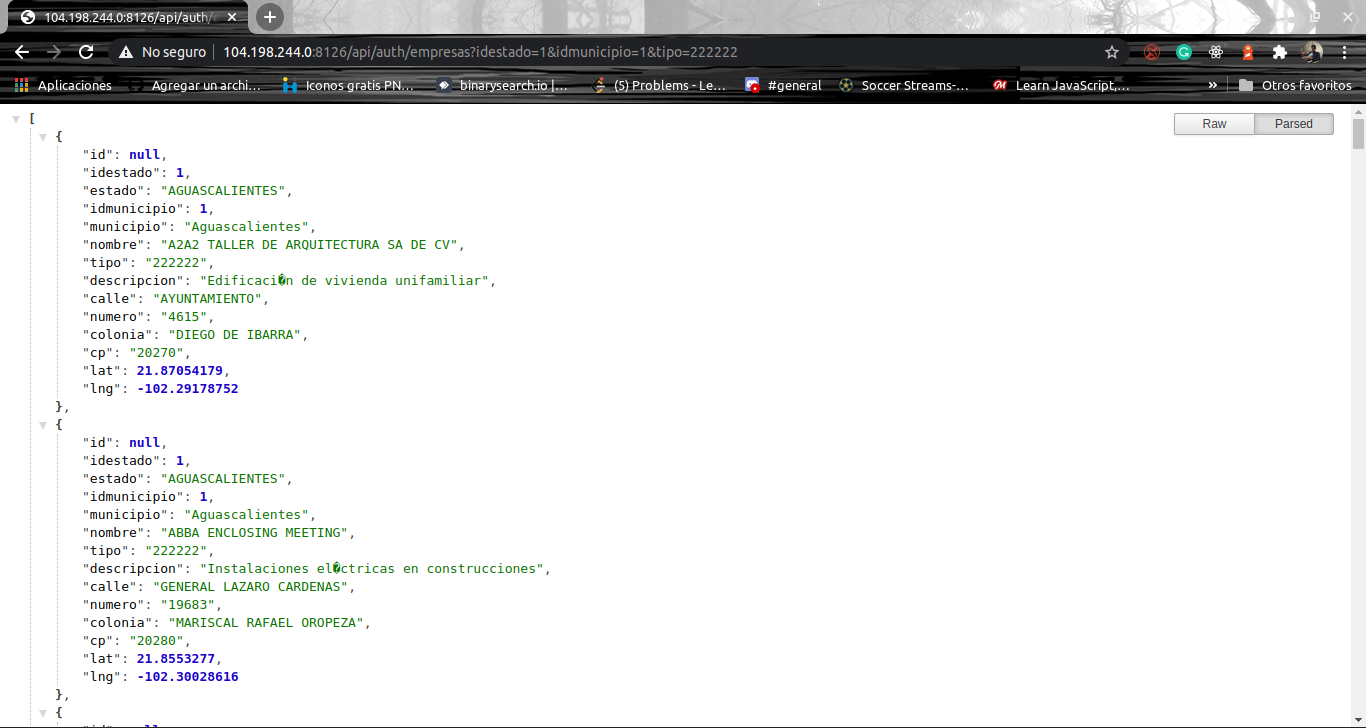 104.198.244.0:8126/api/auth/
No seguro | 104.198.244.0:8126/api/auth/empresas?idestado=1&idmunicipio=1&tipo=222222
Aplicaciones Agregar un archi... Iconos gratis PN... binarysearch.io |... (5) Problems - Le... #general Soccer Streams-... Learn JavaScript,... » Otros favoritos
Raw Parsed
[
{
"id": null,
"idestado": 1,
"estado": "AGUASCALIENTES",
"idmunicipio": 1,
"municipio": "Aguascalientes",
"nombre": "A2A2 TALLER DE ARQUITECTURA SA DE CV",
"tipo": "222222",
"descripcion": "Edificaci�n de vivienda unifamiliar",
"calle": "AYUNTAMIENTO",
"numero": "4615",
"colonia": "DIEGO DE IBARRA",
"cp": "20270",
"lat": 21.87054179,
"lng": -102.29178752
},
{
"id": null,
"idestado": 1,
"estado": "AGUASCALIENTES",
"idmunicipio": 1,
"municipio": "Aguascalientes",
"nombre": "ABBA ENCLOSING MEETING",
"tipo": "222222",
"descripcion": "Instalaciones el�ctricas en construcciones",
"calle": "GENERAL LAZARO CARDENAS",
"numero": "19683",
"colonia": "MARISCAL RAFAEL OROPEZA",
"cp": "20280",
"lat": 21.8553277,
"lng": -102.30028616
},
{